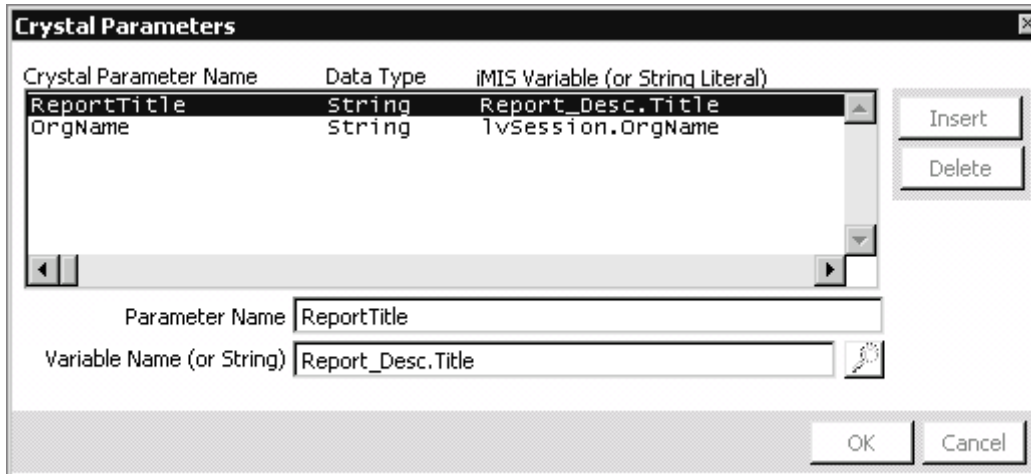 Crystal Parameters
Crystal Parameter Name Data Type iMIS Variable (or String Literal)
ReportTitle String Report_Desc.Title
OrgName String lvSession.OrgName
Insert
Delete
Parameter Name ReportTitle
Variable Name (or String) Report_Desc.Title
OK Cancel